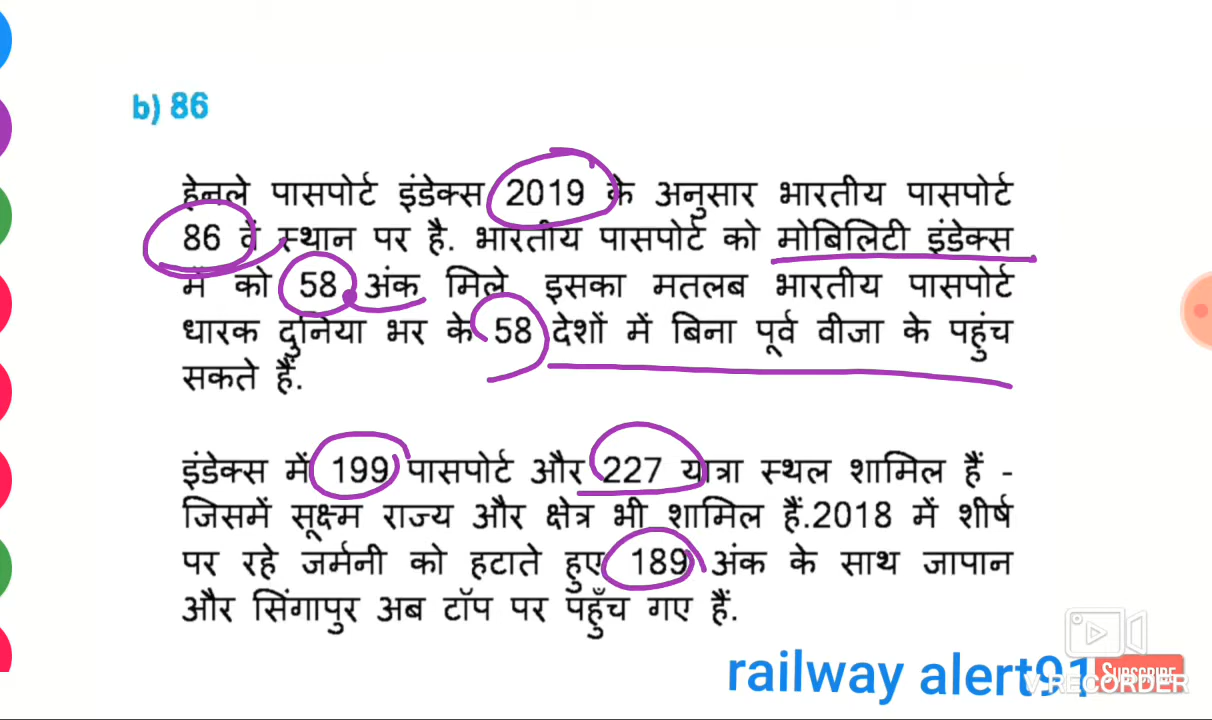 b) 86
हेनले पासपोर्ट इंडेक्स 2019 के अनुसार भारतीय पासपोर्ट
86 वें स्थान पर है. भारतीय पासपोर्ट को मोबिलिटी इंडेक्स
में को 58 अंक मिले इसका मतलब भारतीय पासपोर्ट
धारक दुनिया भर के 58 देशों में बिना पूर्व वीजा के पहुंच
सकते हैं.
इंडेक्स में 199 पासपोर्ट और 227 यात्रा स्थल शामिल हैं -
जिसमें सूक्ष्म राज्य और क्षेत्र भी शामिल हैं.2018 में शीर्ष
पर रहे जर्मनी को हटाते हुए 189 अंक के साथ जापान
और सिंगापुर अब टॉप पर पहुँच गए हैं.
railway alert91
SUBSCRIBE
V RECORDER